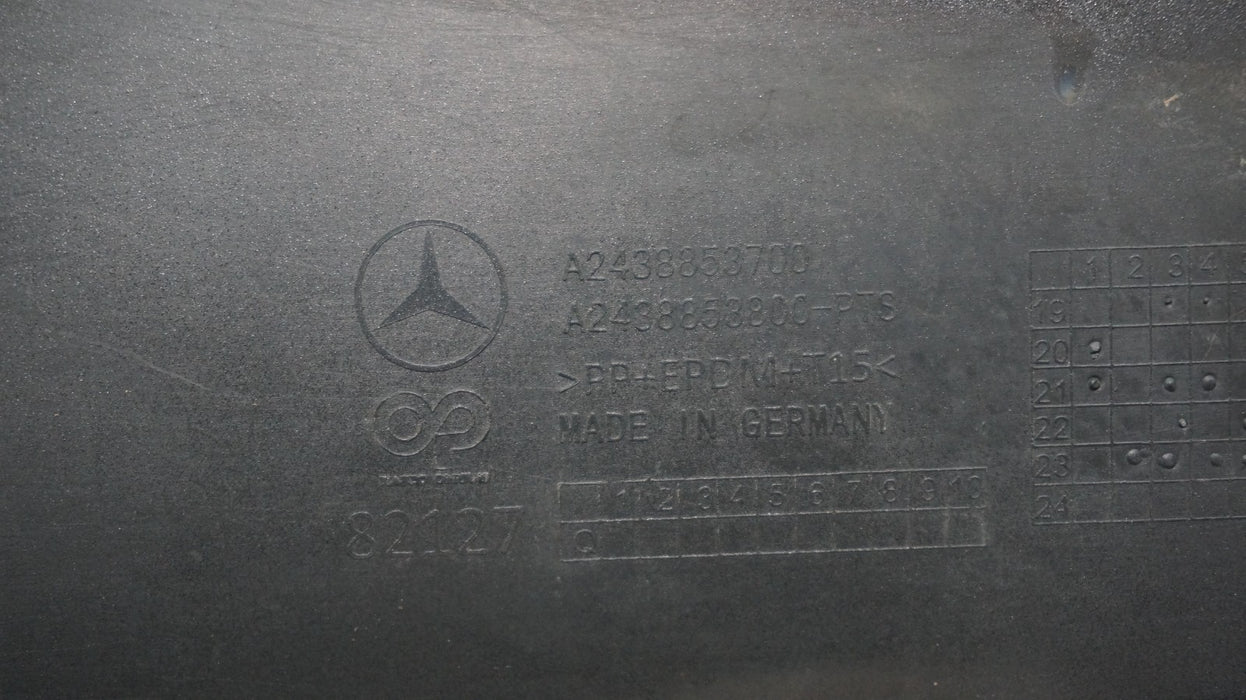 A2438853700
A2438853800-PTS
>PP+EPDM+T15<
MADE IN GERMANY
82127
1 2 3 4 5 6 7 8 9 10
Q
1 2 3 4
19
20
21
22
23
24